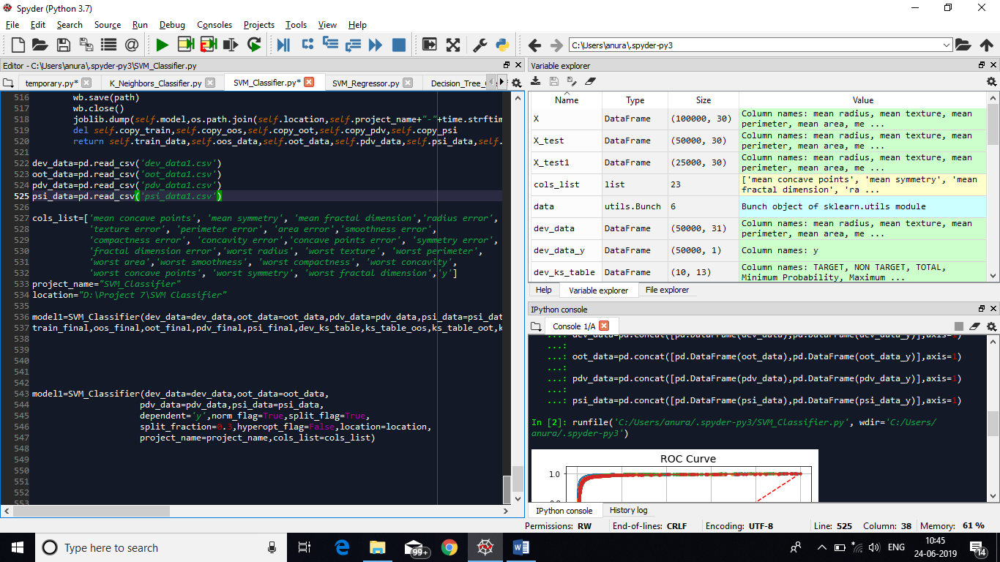 Spyder (Python 3.7)
File Edit Search Source Run Debug Consoles Projects Tools View Help
C:\Users\anura\.spyder-py3
Editor - C:\Users\anura\.spyder-py3\SVM_Classifier.py
temporary.py* K_Neighbors_Classifier.py SVM_Classifier.py* SVM_Regressor.py Decision_Tree_
516 wb.save(path)
517 wb.close()
518 joblib.dump(self.model,os.path.join(self.location,self.project_name+"-"+time.strftim
519 del self.copy_train,self.copy_oos,self.copy_oot,self.copy_pdv,self.copy_psi
520 return self.train_data,self.oos_data,self.oot_data,self.pdv_data,self.psi_data,self.
521
522 dev_data=pd.read_csv('dev_data1.csv')
523 oot_data=pd.read_csv('oot_data1.csv')
524 pdv_data=pd.read_csv('pdv_data1.csv')
525 psi_data=pd.read_csv('psi_data1.csv')
526
527 cols_list=['mean concave points', 'mean symmetry', 'mean fractal dimension','radius error',
528 'texture error', 'perimeter error', 'area error','smoothness error',
529 'compactness error', 'concavity error','concave points error', 'symmetry error',
530 'fractal dimension error','worst radius', 'worst texture', 'worst perimeter',
531 'worst area','worst smoothness', 'worst compactness', 'worst concavity',
532 'worst concave points', 'worst symmetry', 'worst fractal dimension','y']
533 project_name="SVM_Classifier"
534 location="D:\Project 7\SVM Classifier"
535
536 model1=SVM_Classifier(dev_data=dev_data,oot_data=oot_data,pdv_data=pdv_data,psi_data=psi_dat
537 train_final,oos_final,oot_final,pdv_final,psi_final,dev_ks_table,ks_table_oos,ks_table_oot,k
538
539
540
541
542
543 model1=SVM_Classifier(dev_data=dev_data,oot_data=oot_data,
544 pdv_data=pdv_data,psi_data=psi_data,
545 dependent='y',norm_flag=True,split_flag=True,
546 split_fraction=0.3,hyperopt_flag=False,location=location,
547 project_name=project_name,cols_list=cols_list)
548
549
550
551
552
553
Variable explorer
Name Type Size Value
X DataFrame (100000, 30) Column names: mean radius, mean texture, mean
perimeter, mean area, me ...
X_test DataFrame (50000, 30) Column names: mean radius, mean texture, mean
perimeter, mean area, me ...
X_test1 DataFrame (25000, 30) Column names: mean radius, mean texture, mean
perimeter, mean area, me ...
cols_list list 23 ['mean concave points', 'mean symmetry', 'mean
fractal dimension', 'ra ...
data utils.Bunch 6 Bunch object of sklearn.utils module
dev_data DataFrame (50000, 31) Column names: mean radius, mean texture, mean
perimeter, mean area, me ...
dev_data_y DataFrame (50000, 1) Column names: y
dev_ks_table DataFrame (10, 13) Column names: TARGET, NON TARGET, TOTAL,
Minimum Probability, Maximum ...
Help Variable explorer File explorer
IPython console
Console 1/A
...: dev_data=pd.concat([pd.DataFrame(dev_data),pd.DataFrame(dev_data_y)],axis=1)
...:
...: oot_data=pd.concat([pd.DataFrame(oot_data),pd.DataFrame(oot_data_y)],axis=1)
...:
...: pdv_data=pd.concat([pd.DataFrame(pdv_data),pd.DataFrame(pdv_data_y)],axis=1)
...:
...: psi_data=pd.concat([pd.DataFrame(psi_data),pd.DataFrame(psi_data_y)],axis=1)
In [2]: runfile('C:/Users/anura/.spyder-py3/SVM_Classifier.py', wdir='C:/Users/
anura/.spyder-py3')
ROC Curve
1.0
IPython console History log
Permissions: RW End-of-lines: CRLF Encoding: UTF-8 Line: 525 Column: 38 Memory: 61 %
Type here to search
99+
ENG
10:45
24-06-2019
14